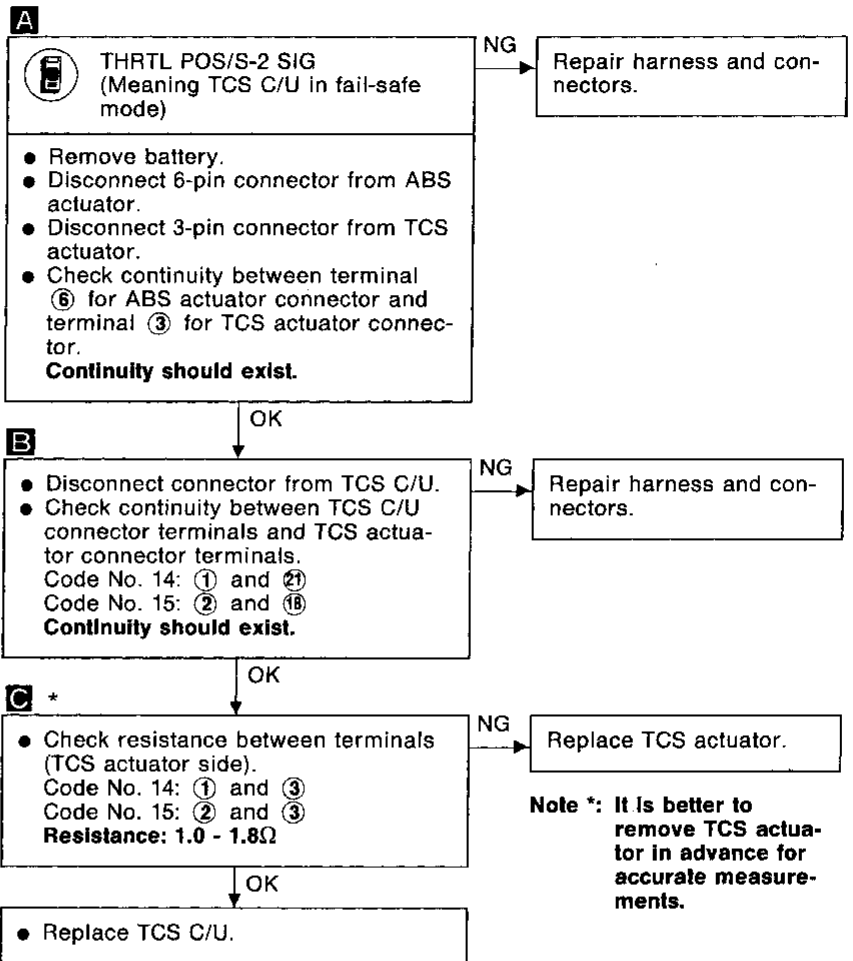 A
THRTL POS/S-2 SIG
(Meaning TCS C/U in fail-safe
mode)
NG
Repair harness and con-
nectors.
● Remove battery.
● Disconnect 6-pin connector from ABS
actuator.
● Disconnect 3-pin connector from TCS
actuator.
● Check continuity between terminal
⑥ for ABS actuator connector and
terminal ③ for TCS actuator connec-
tor.
Continuity should exist.
OK
B
● Disconnect connector from TCS C/U.
● Check continuity between TCS C/U
connector terminals and TCS actua-
tor connector terminals.
Code No. 14: ① and ㉑
Code No. 15: ② and ⑱
Continuity should exist.
NG
Repair harness and con-
nectors.
OK
C *
● Check resistance between terminals
(TCS actuator side).
Code No. 14: ① and ③
Code No. 15: ② and ③
Resistance: 1.0 - 1.8Ω
NG
Replace TCS actuator.
Note *: It is better to
remove TCS actua-
tor in advance for
accurate measure-
ments.
OK
● Replace TCS C/U.